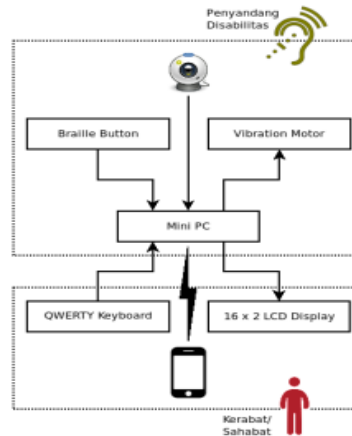 Penyandang
Disabilitas
Braille Button
Vibration Motor
Mini PC
QWERTY Keyboard
16 x 2 LCD Display
Kerabat/
Sahabat